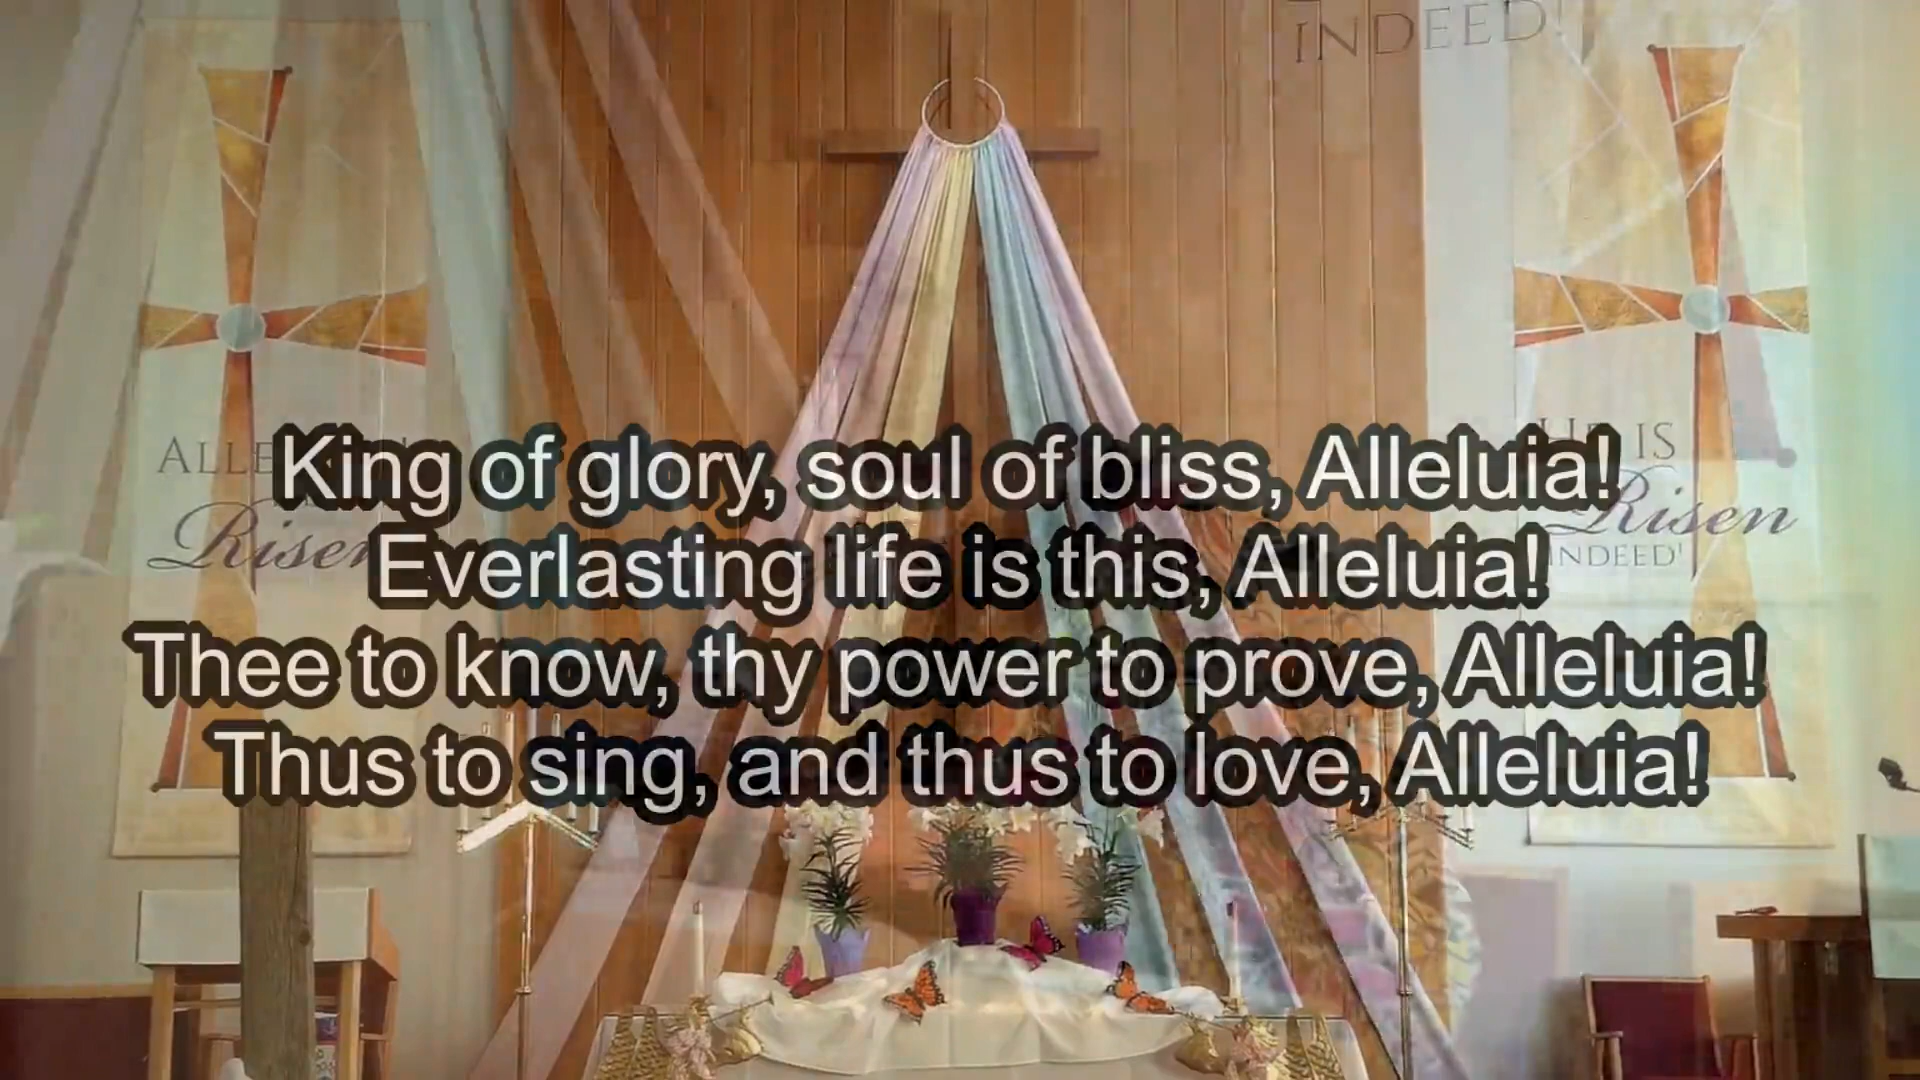 INDEED!
King of glory, soul of bliss, Alleluia!
Everlasting life is this, Alleluia!
Thee to know, thy power to prove, Alleluia!
Thus to sing, and thus to love, Alleluia!
Risen
IS
Risen
INDEED!